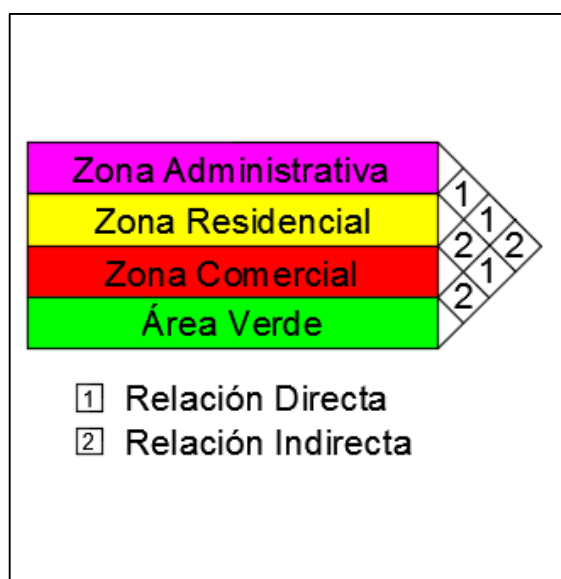 Zona Administrativa
Zona Residencial
Zona Comercial
Área Verde
1
1
2
2
1
2
1 Relación Directa
2 Relación Indirecta